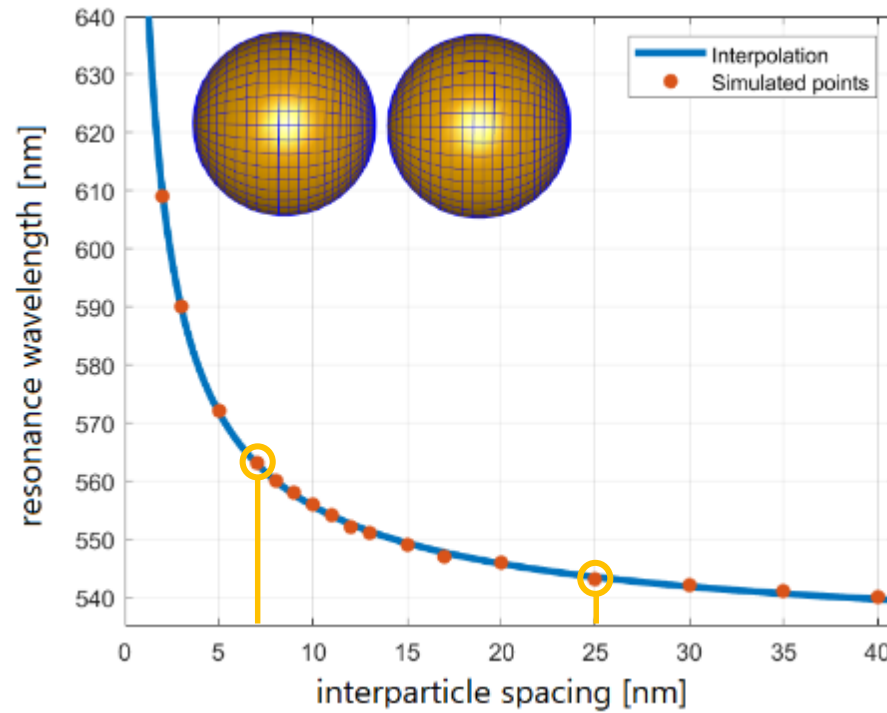 640
630
620
610
600
590
580
570
560
550
540
resonance wavelength [nm]
Interpolation
Simulated points
0 5 10 15 20 25 30 35 40
interparticle spacing [nm]